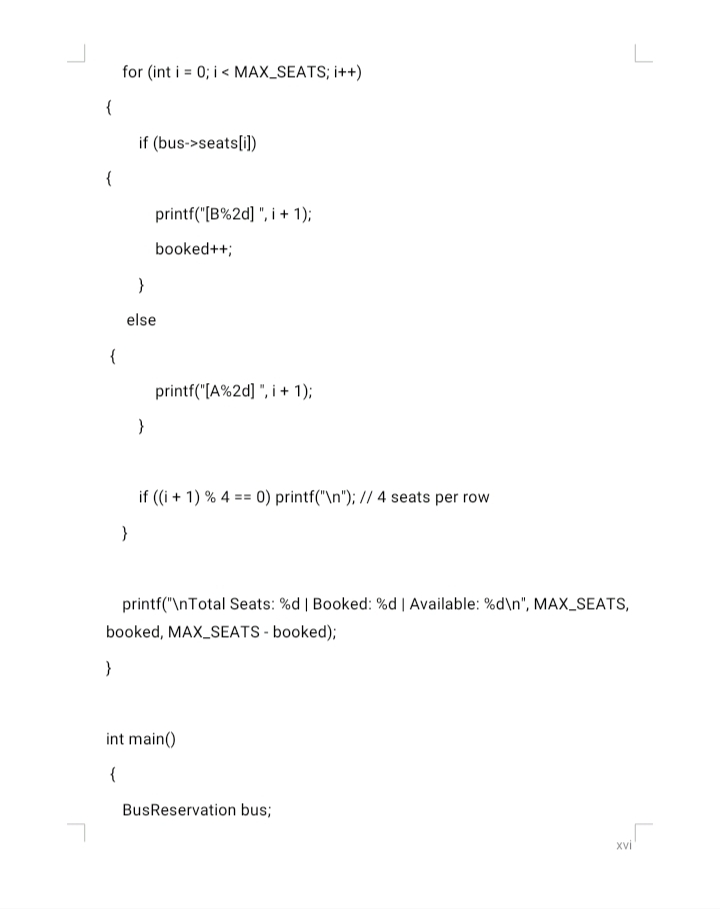 for (int i = 0; i < MAX_SEATS; i++)
{
if (bus->seats[i])
{
printf("[B%2d] ", i + 1);
booked++;
}
else
{
printf("[A%2d] ", i + 1);
}
if ((i + 1) % 4 == 0) printf("\n"); // 4 seats per row
}
printf("\nTotal Seats: %d | Booked: %d | Available: %d\n", MAX_SEATS,
booked, MAX_SEATS - booked);
}
int main()
{
BusReservation bus;
xvi